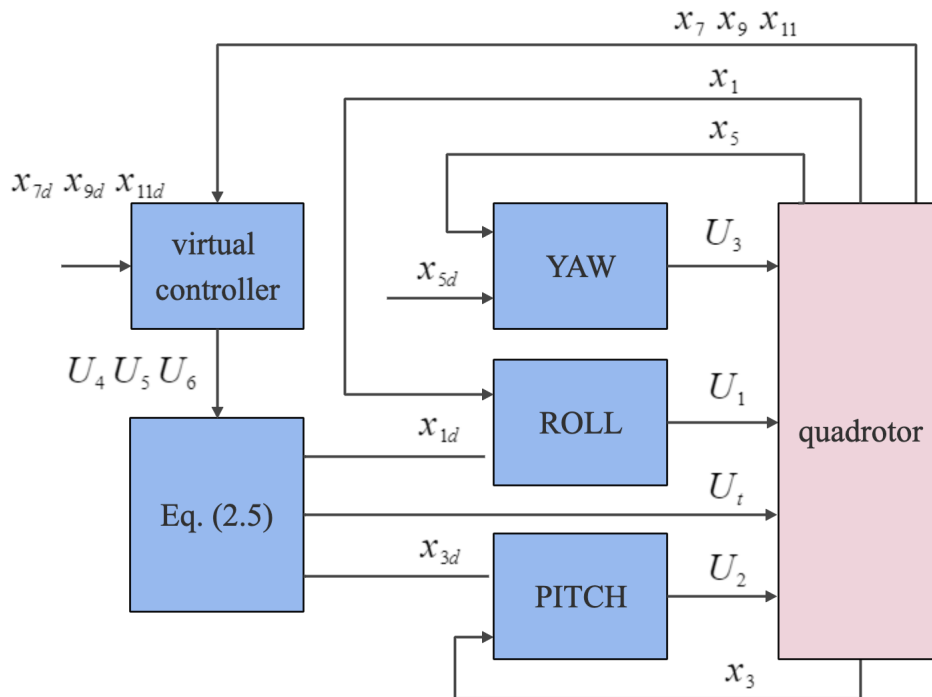 x₇ x₉ x₁₁
x₁
x₅
x₇d x₉d x₁₁d
virtual
controller
x₅d
YAW
U₃
U₄ U₅ U₆
x₁d
ROLL
U₁
quadrotor
Eq. (2.5)
Uₜ
x₃d
PITCH
U₂
x₃